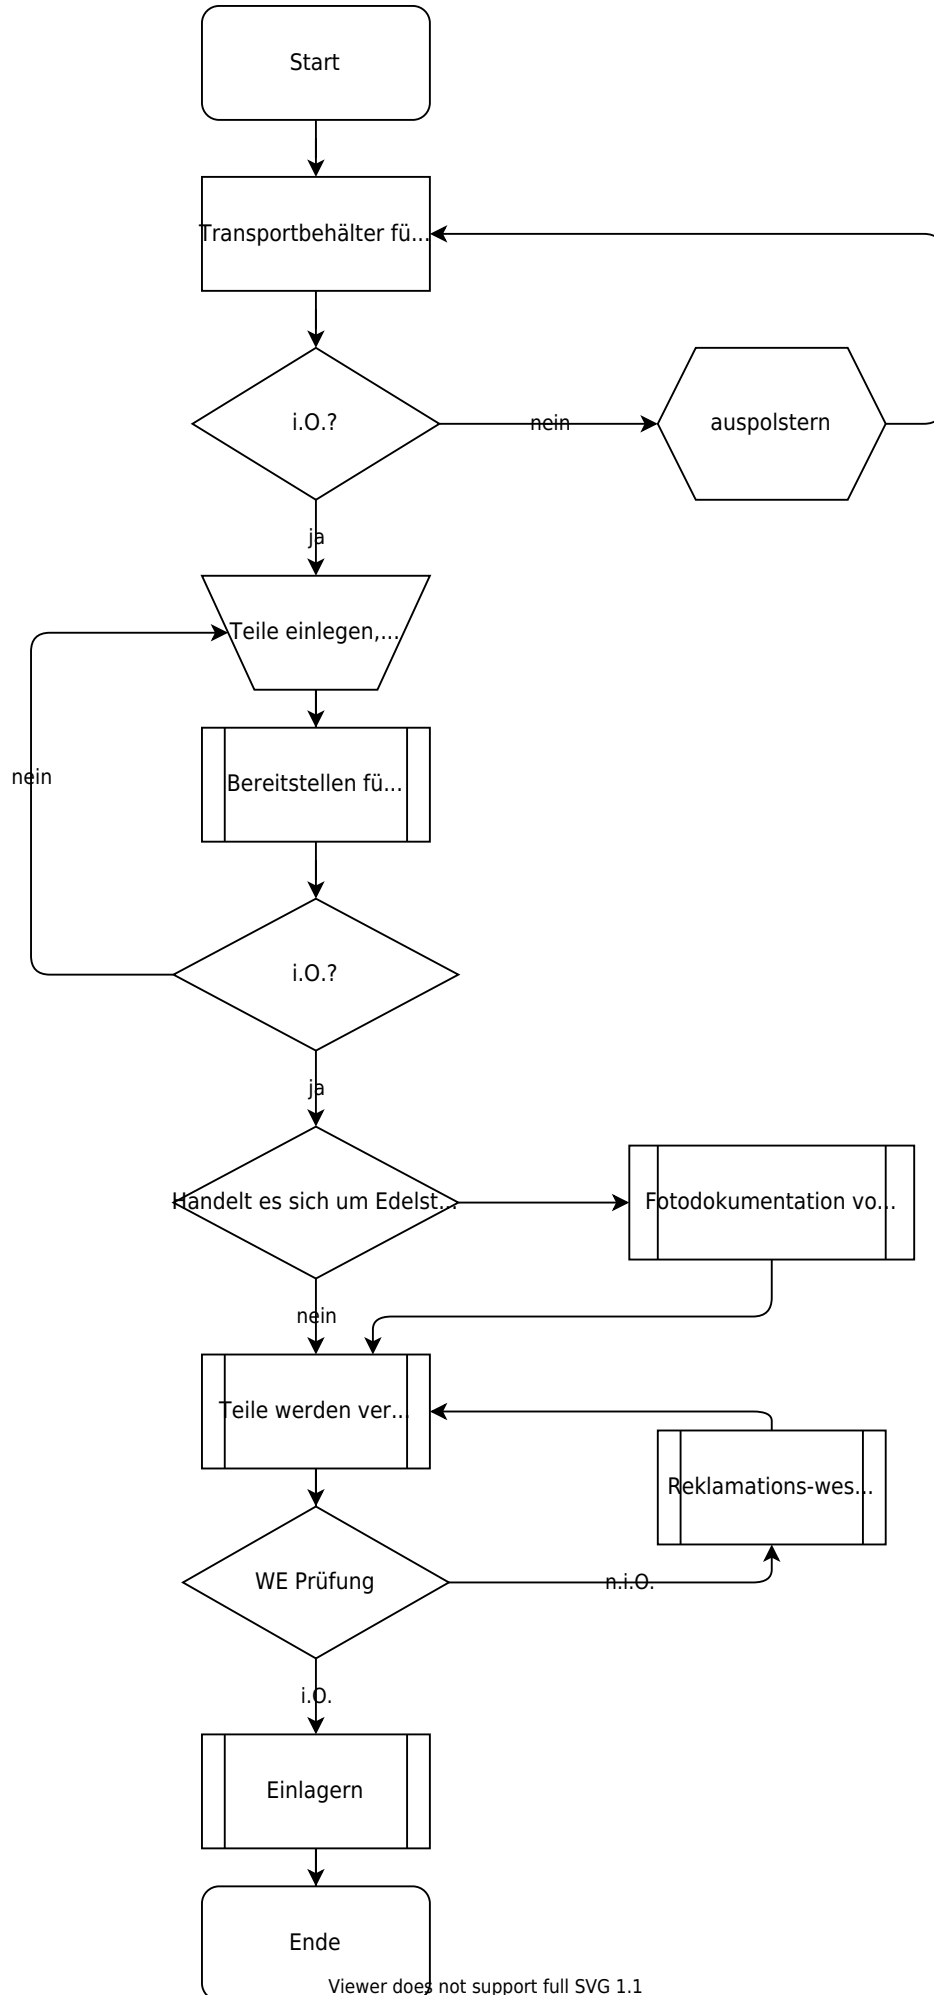 Start
Transportbehälter fü...
i.O.?
nein
auspolstern
ja
Teile einlegen,...
nein
Bereitstellen fü...
i.O.?
ja
Handelt es sich um Edelst...
Fotodokumentation vo...
nein
Teile werden ver...
Reklamations-wes...
WE Prüfung
n.i.O.
i.O.
Einlagern
Ende
Viewer does not support full SVG 1.1